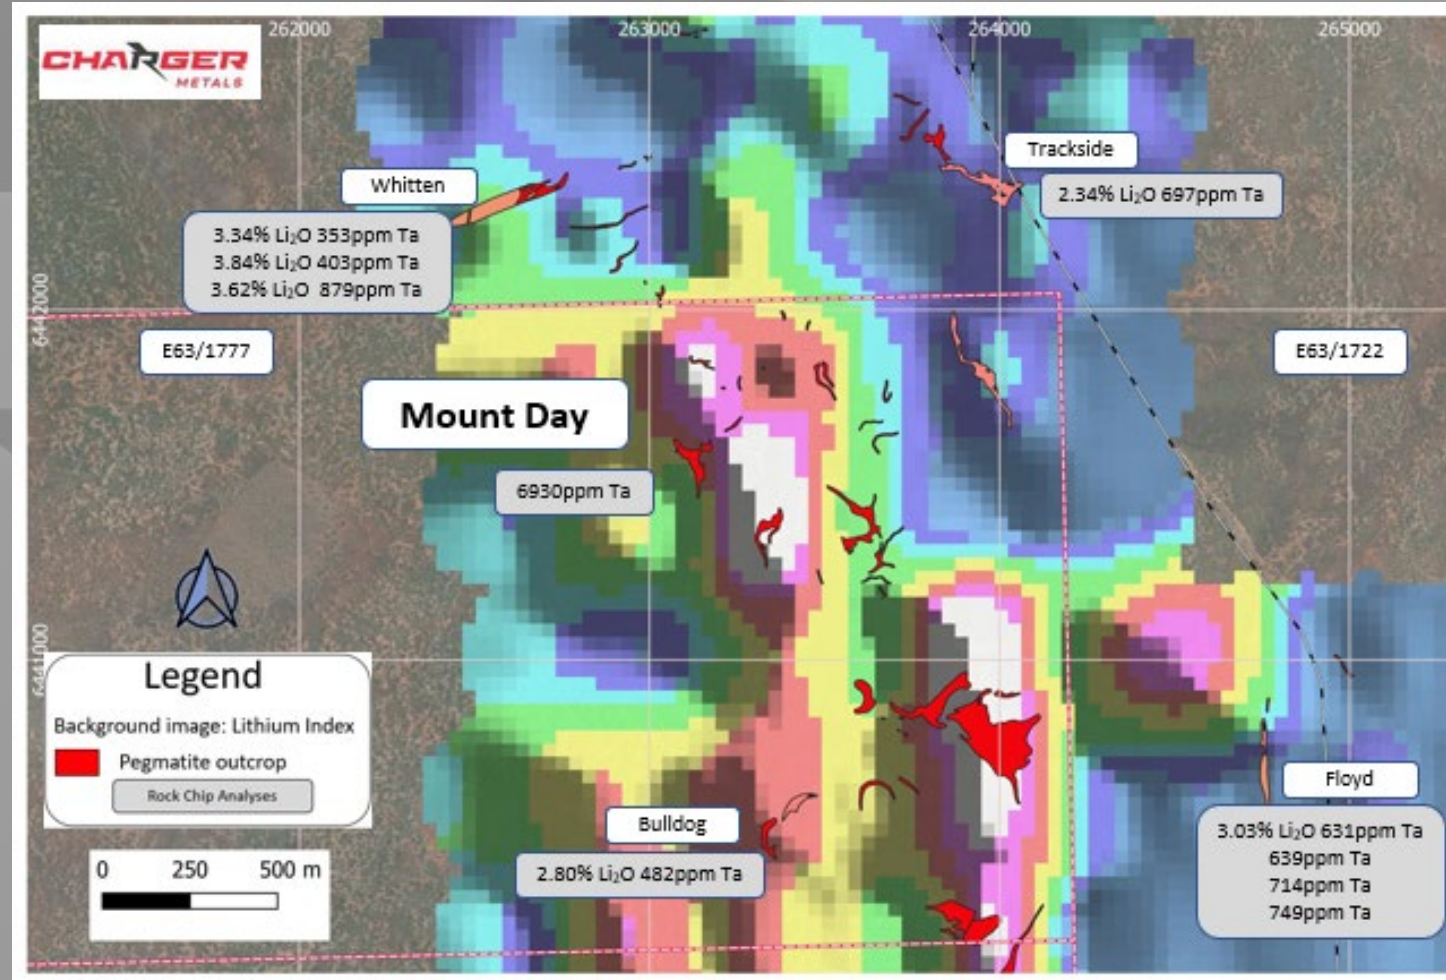 CHARGER
METALS
262000
263000
264000
265000
Trackside
2.34% Li₂O 697ppm Ta
Whitten
3.34% Li₂O 353ppm Ta
3.84% Li₂O 403ppm Ta
3.62% Li₂O 879ppm Ta
6442000
E63/1777
E63/1722
Mount Day
6930ppm Ta
6441000
Legend
Background image: Lithium Index
Pegmatite outcrop
Rock Chip Analyses
0 250 500 m
Bulldog
2.80% Li₂O 482ppm Ta
Floyd
3.03% Li₂O 631ppm Ta
639ppm Ta
714ppm Ta
749ppm Ta